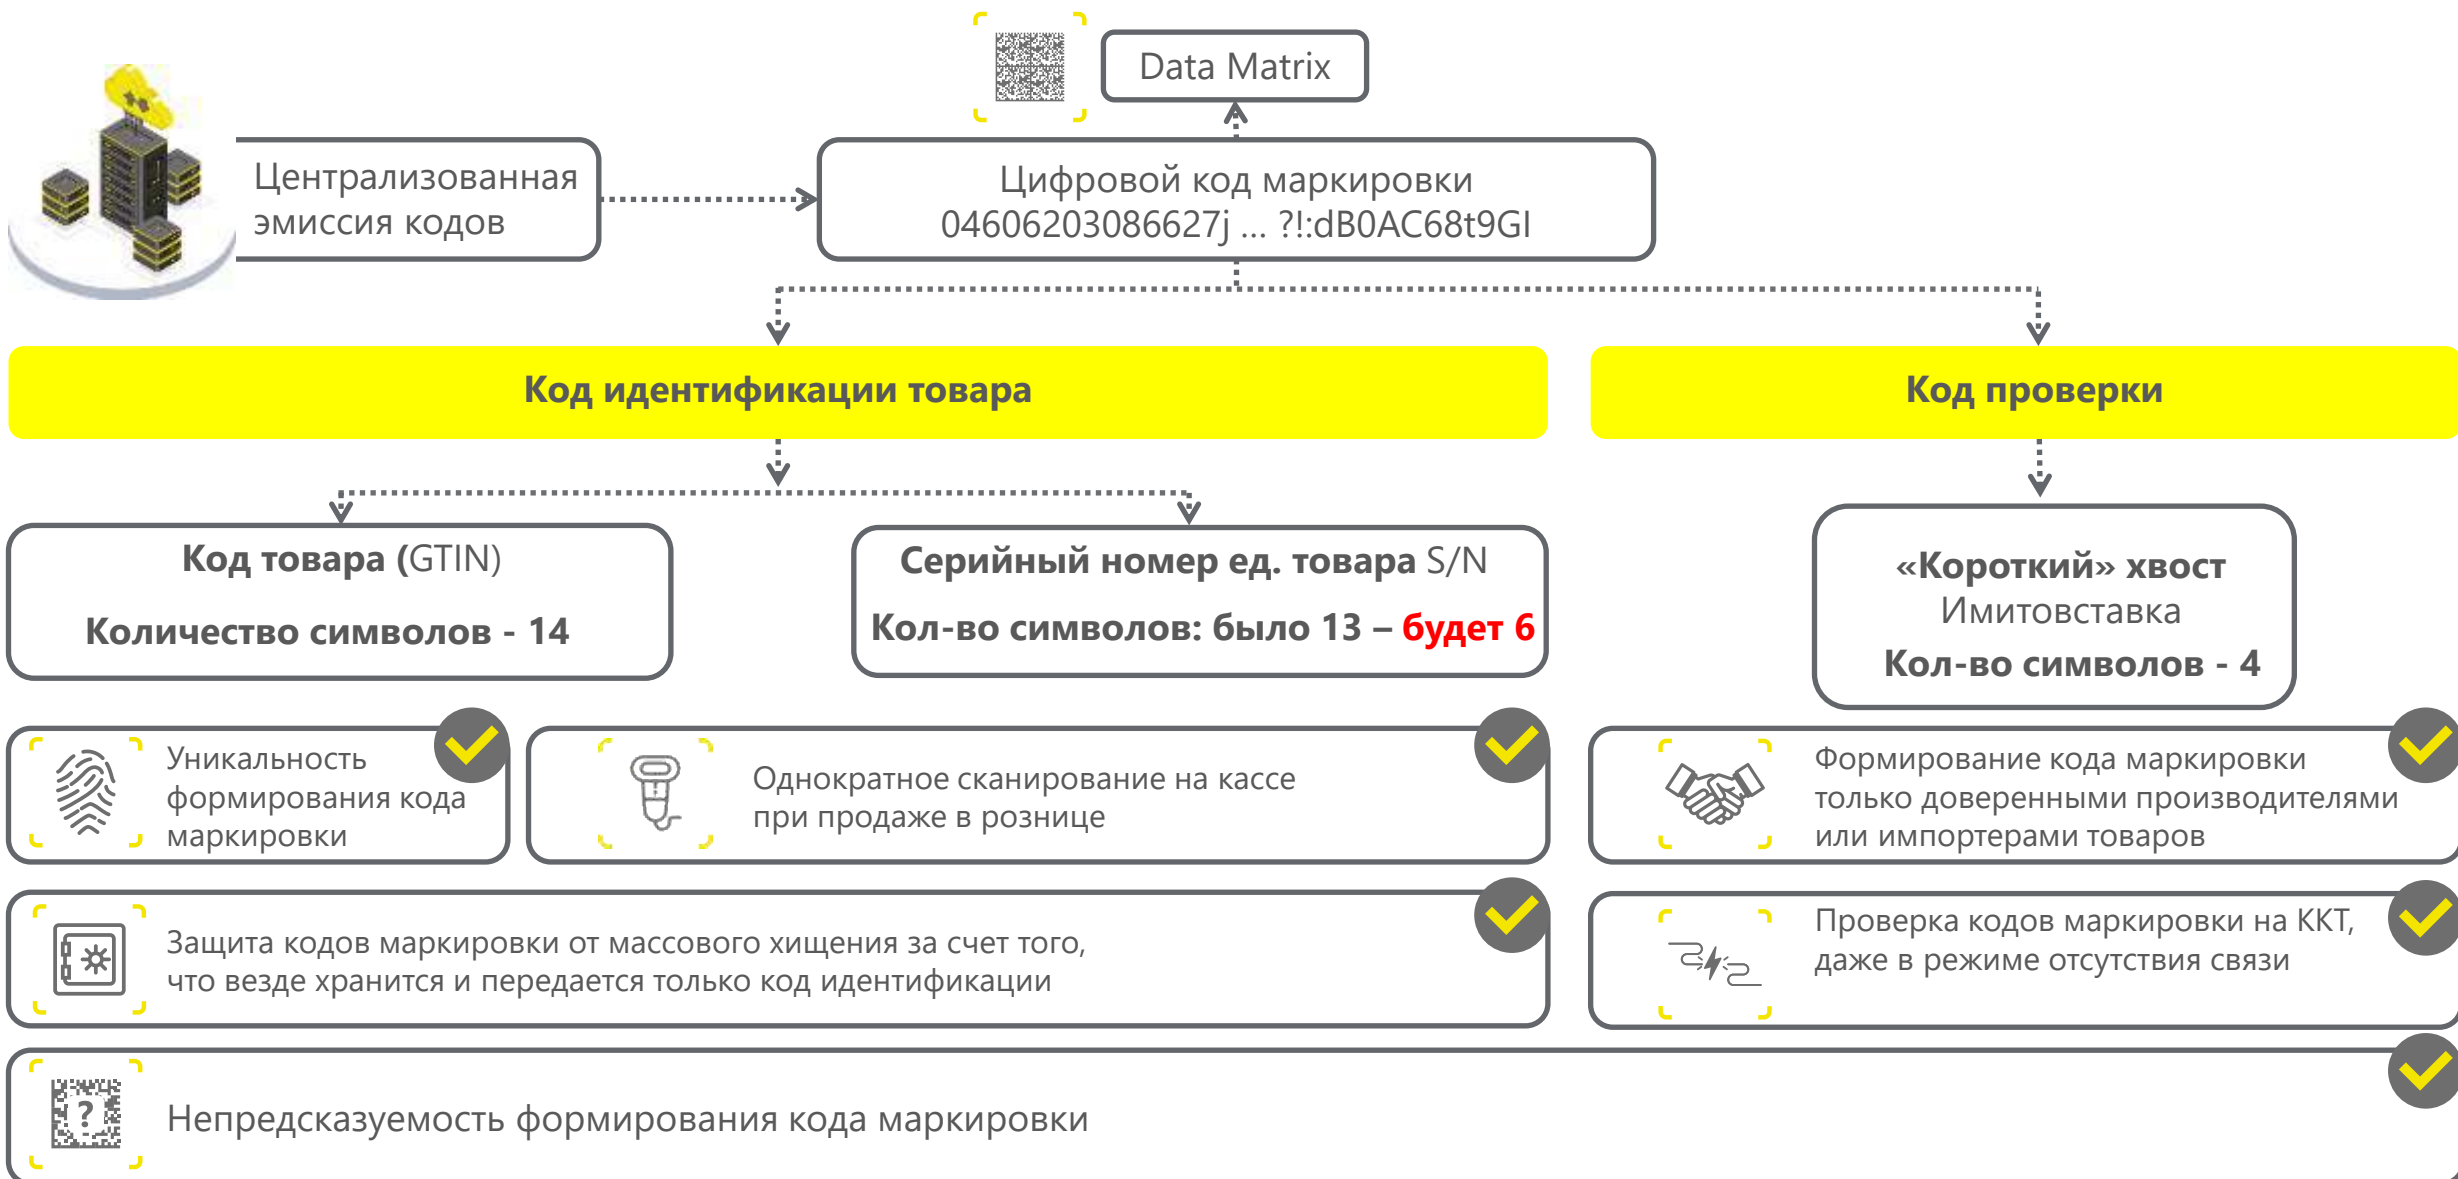 Data Matrix
Централизованная
эмиссия кодов
Цифровой код маркировки
04606203086627j ... ?!:dB0AC68t9GI
Код идентификации товара
Код проверки
Код товара (GTIN)
Количество символов - 14
Серийный номер ед. товара S/N
Кол-во символов: было 13 – будет 6
«Короткий» хвост
Имитовставка
Кол-во символов - 4
Уникальность
формирования кода
маркировки
Однократное сканирование на кассе
при продаже в рознице
Формирование кода маркировки
только доверенными производителями
или импортерами товаров
Защита кодов маркировки от массового хищения за счет того,
что везде хранится и передается только код идентификации
Проверка кодов маркировки на ККТ,
даже в режиме отсутствия связи
?
Непредсказуемость формирования кода маркировки